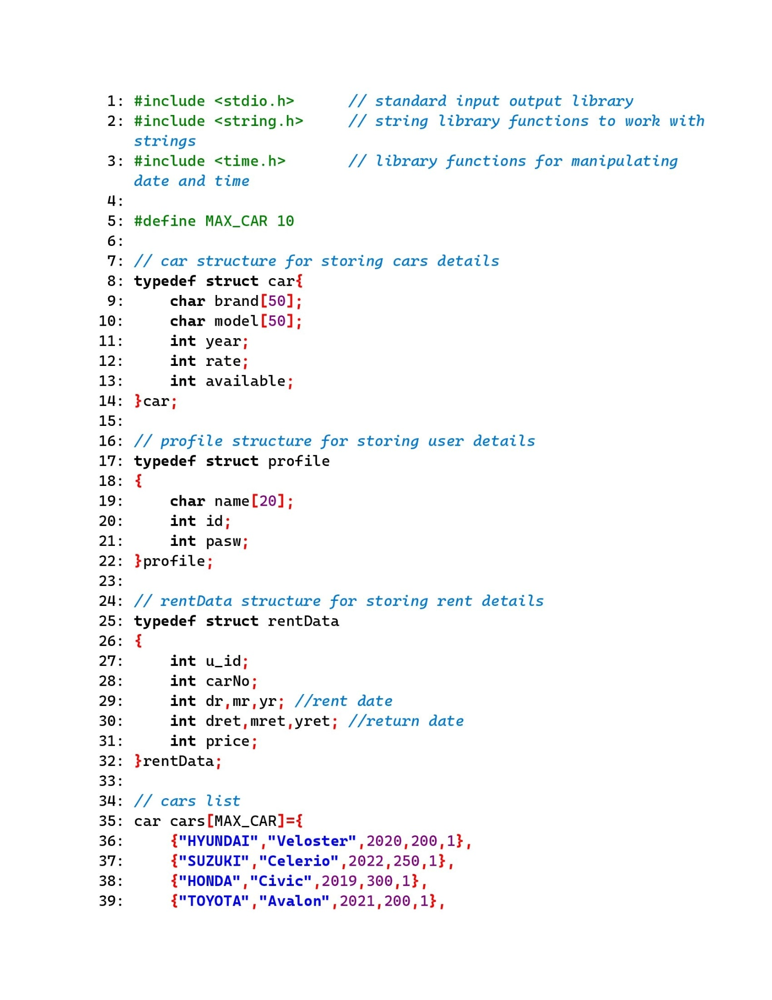 1: #include <stdio.h>      // standard input output library
2: #include <string.h>     // string library functions to work with
strings
3: #include <time.h>       // library functions for manipulating
date and time
4:
5: #define MAX_CAR 10
6:
7: // car structure for storing cars details
8: typedef struct car{
9:     char brand[50];
10:     char model[50];
11:     int year;
12:     int rate;
13:     int available;
14: }car;
15:
16: // profile structure for storing user details
17: typedef struct profile
18: {
19:     char name[20];
20:     int id;
21:     int pasw;
22: }profile;
23:
24: // rentData structure for storing rent details
25: typedef struct rentData
26: {
27:     int u_id;
28:     int carNo;
29:     int dr,mr,yr; //rent date
30:     int dret,mret,yret; //return date
31:     int price;
32: }rentData;
33:
34: // cars list
35: car cars[MAX_CAR]={
36:     {"HYUNDAI","Veloster",2020,200,1},
37:     {"SUZUKI","Celerio",2022,250,1},
38:     {"HONDA","Civic",2019,300,1},
39:     {"TOYOTA","Avalon",2021,200,1},